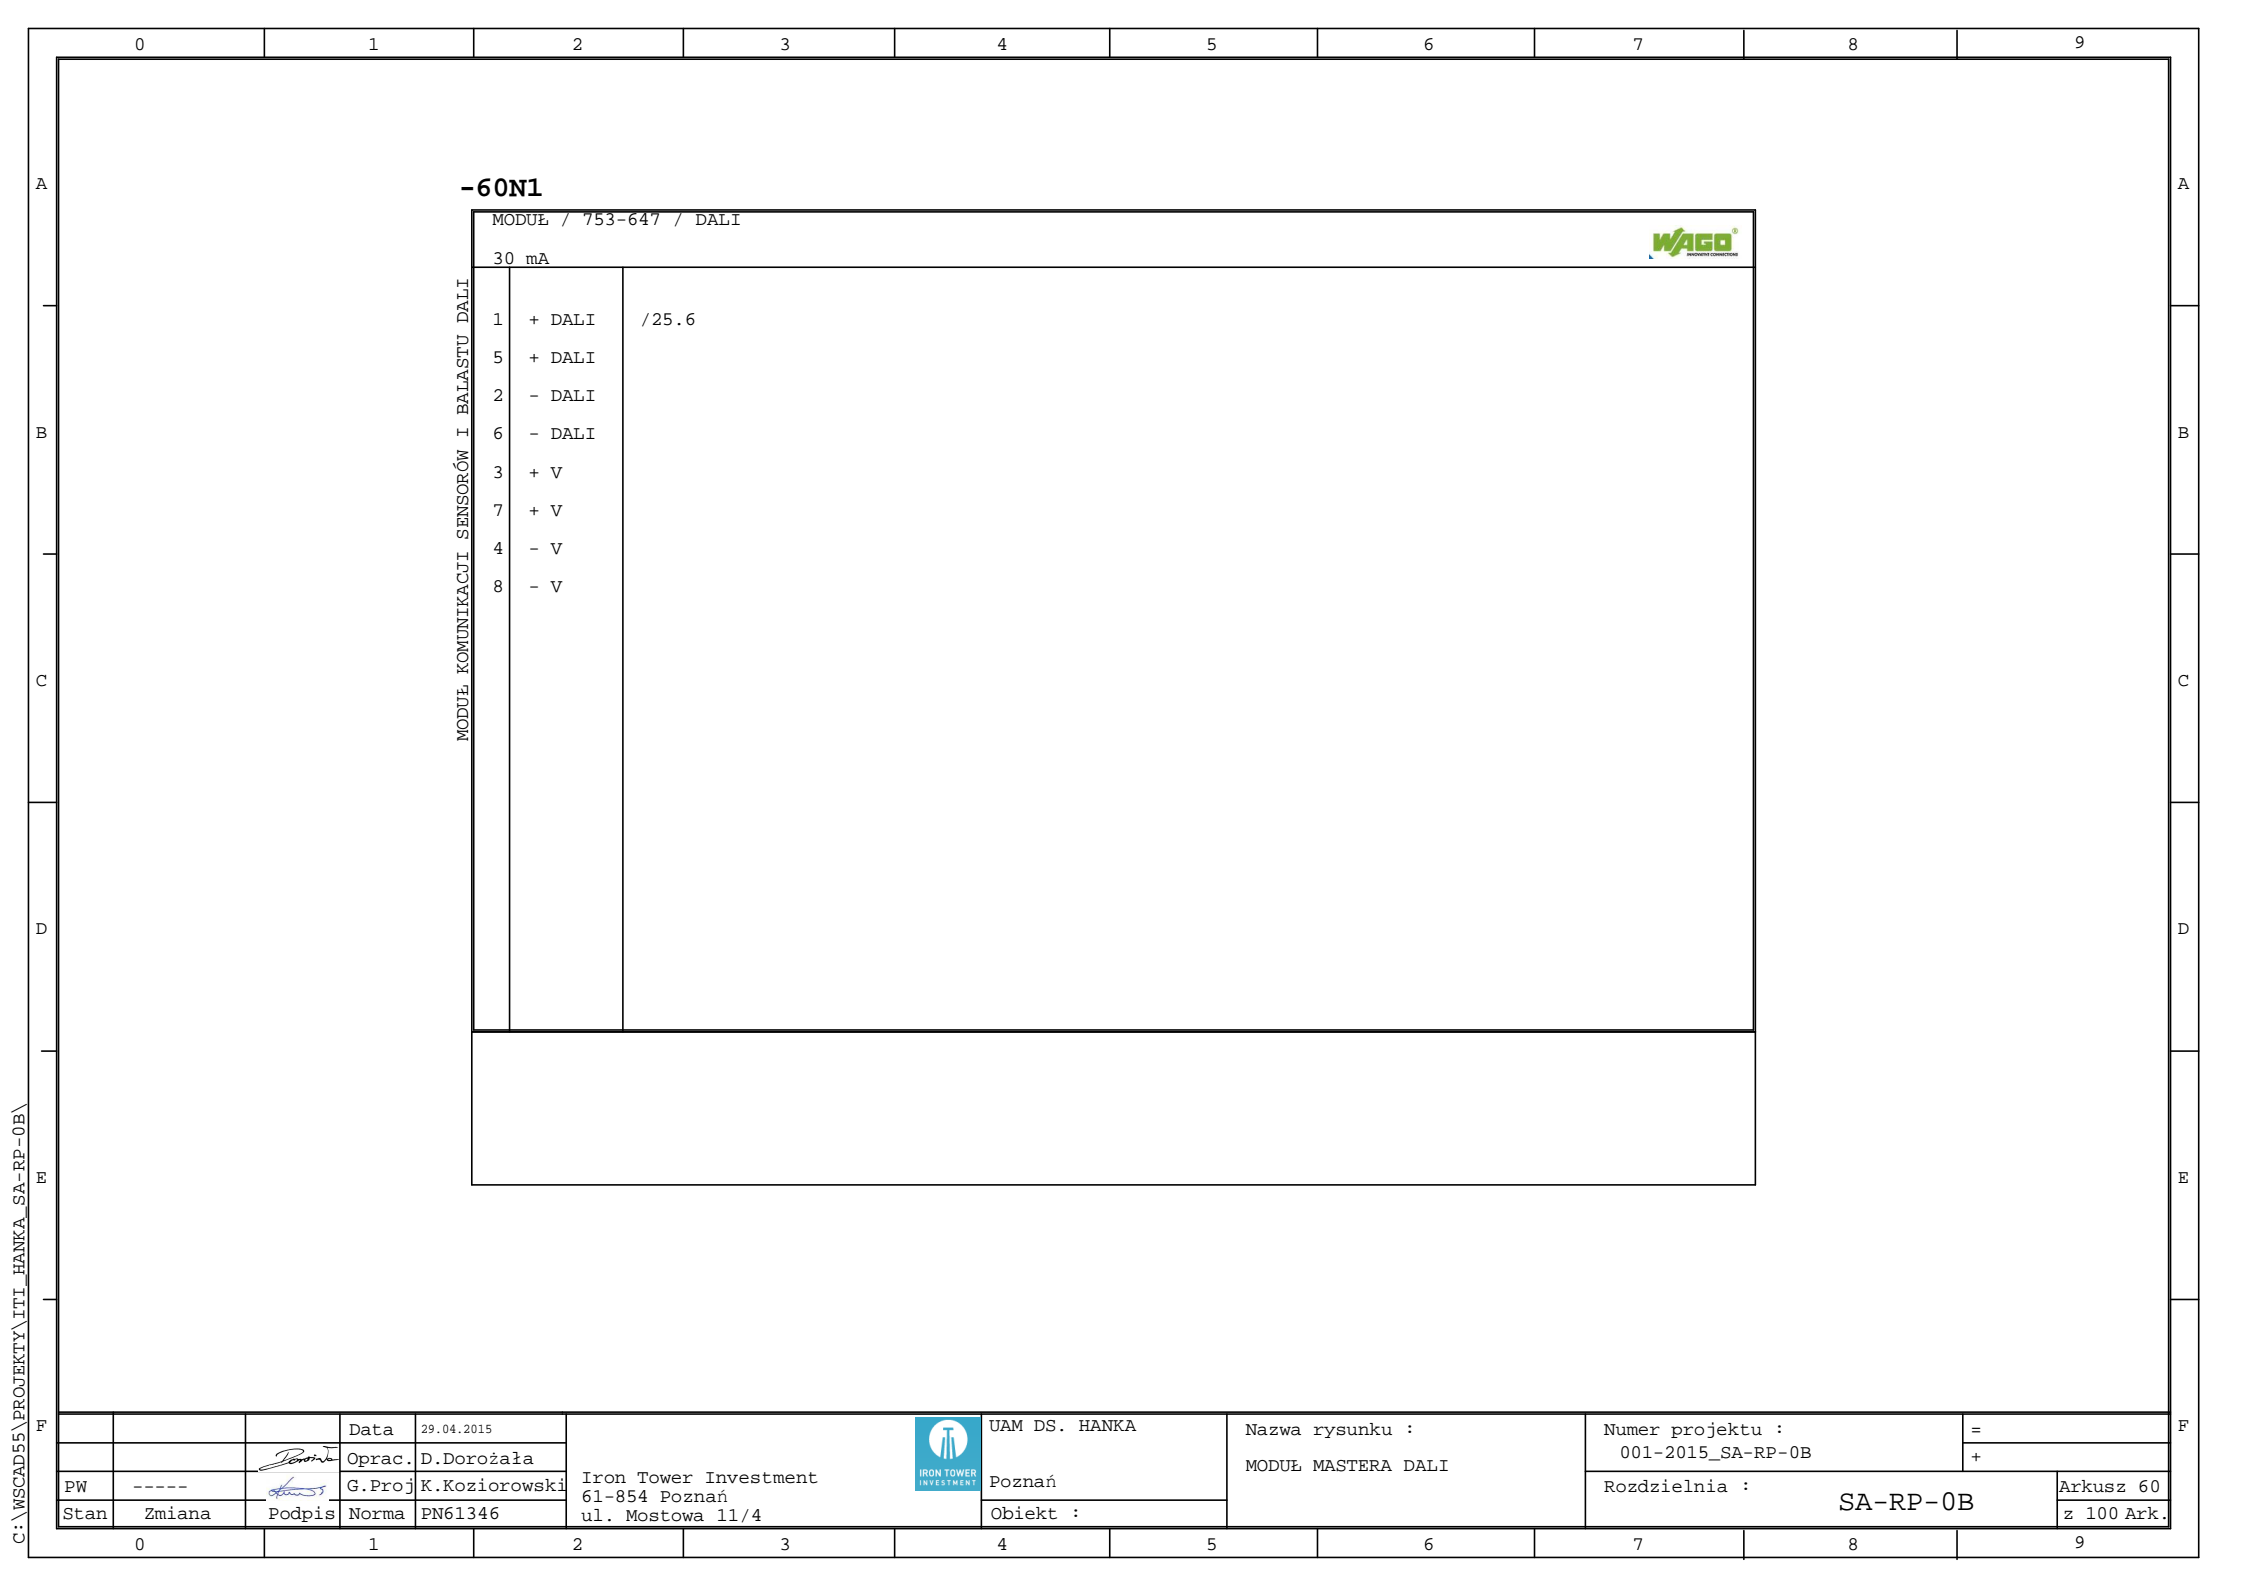 0 1 2 3 4 5 6 7 8 9
A A
-60N1
MODUŁ / 753-647 / DALI
WAGO®
INNOVATIVE CONNECTIONS
30 mA
MODUŁ KOMUNIKACJI SENSORÓW I BALASTU DALI
1 + DALI /25.6
5 + DALI
2 - DALI
B 6 - DALI B
3 + V
7 + V
4 - V
8 - V
C C
D D
E E
C:\WSCAD55\PROJEKTY\ITI_HANKA_SA-RP-0B\
F F
Data 29.04.2015
Oprac. D.Dorożała
PW ----- G.Proj K.Koziorowski
Stan Zmiana Podpis Norma PN61346
Iron Tower Investment
61-854 Poznań
ul. Mostowa 11/4
IRON TOWER
INVESTMENT
UAM DS. HANKA
Poznań
Obiekt :
Nazwa rysunku :
MODUŁ MASTERA DALI
Numer projektu :
001-2015_SA-RP-0B
=
+
Rozdzielnia :
SA-RP-0B
Arkusz 60
z 100 Ark.
0 1 2 3 4 5 6 7 8 9